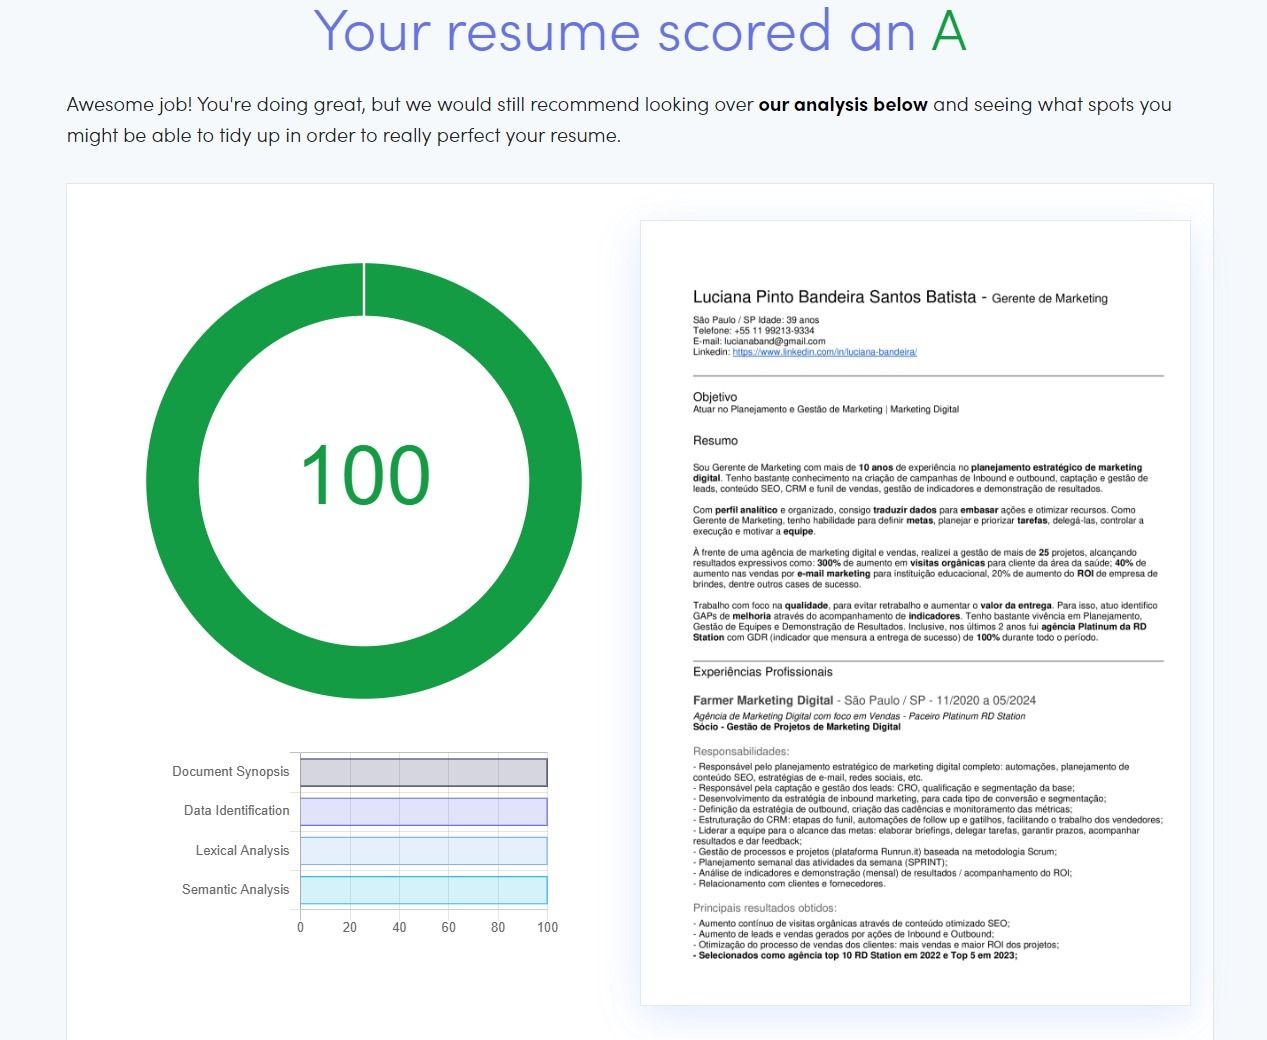 Your resume scored an A
Awesome job! You're doing great, but we would still recommend looking over our analysis below and seeing what spots you
might be able to tidy up in order to really perfect your resume.
100
Document Synopsis
Data Identification
Lexical Analysis
Semantic Analysis
0 20 40 60 80 100
Luciana Pinto Bandeira Santos Batista - Gerente de Marketing
São Paulo / SP Idade: 39 anos
Telefone: +55 11 99213-9334
E-mail: lucianaband@gmail.com
Linkedin: https://www.linkedin.com/in/luciana-bandeira/
Objetivo
Atuar no Planejamento e Gestão de Marketing | Marketing Digital
Resumo
Sou Gerente de Marketing com mais de 10 anos de experiência no planejamento estratégico de marketing
digital. Tenho bastante conhecimento na criação de campanhas de Inbound e outbound, captação e gestão de
leads, conteúdo SEO, CRM e funil de vendas, gestão de indicadores e demonstração de resultados.
Com perfil analítico e organizado, consigo traduzir dados para embasar ações e otimizar recursos. Como
Gerente de Marketing, tenho habilidade para definir metas, planejar e priorizar tarefas, delegá-las, controlar a
execução e motivar a equipe.
À frente de uma agência de marketing digital e vendas, realizei a gestão de mais de 25 projetos, alcançando
resultados expressivos como: 300% de aumento em visitas orgânicas para cliente da área da saúde; 40% de
aumento nas vendas por e-mail marketing para instituição educacional, 20% de aumento do ROI de empresa de
brindes, dentre outros cases de sucesso.
Trabalho com foco na qualidade, para evitar retrabalho e aumentar o valor da entrega. Para isso, atuo identifico
GAPs de melhoria através do acompanhamento de indicadores. Tenho bastante vivência em Planejamento,
Gestão de Equipes e Demonstração de Resultados. Inclusive, nos últimos 2 anos fui agência Platinum da RD
Station com GDR (indicador que mensura a entrega de sucesso) de 100% durante todo o período.
Experiências Profissionais
Farmer Marketing Digital - São Paulo / SP - 11/2020 a 05/2024
Agência de Marketing Digital com foco em Vendas - Paceiro Platinum RD Station
Sócio - Gestão de Projetos de Marketing Digital
Responsabilidades:
- Responsável pelo planejamento estratégico de marketing digital completo: automações, planejamento de
conteúdo SEO, estratégias de e-mail, redes sociais, etc.
- Responsável pela captação e gestão dos leads: CRO, qualificação e segmentação da base;
- Desenvolvimento da estratégia de inbound marketing, para cada tipo de conversão e segmentação;
- Definição da estratégia de outbound, criação das cadências e monitoramento das métricas;
- Estruturação do CRM: etapas do funil, automações de follow up e gatilhos, facilitando o trabalho dos vendedores;
- Liderar a equipe para o alcance das metas: elaborar briefings, delegar tarefas, garantir prazos, acompanhar
resultados e dar feedback;
- Gestão de processos e projetos (plataforma Runrun.it) baseada na metodologia Scrum;
- Planejamento semanal das atividades da semana (SPRINT);
- Análise de indicadores e demonstração (mensal) de resultados / acompanhamento do ROI;
- Relacionamento com clientes e fornecedores.
Principais resultados obtidos:
- Aumento contínuo de visitas orgânicas através de conteúdo otimizado SEO;
- Aumento de leads e vendas gerados por ações de Inbound e Outbound;
- Otimização do processo de vendas dos clientes: mais vendas e maior ROI dos projetos;
- Selecionados como agência top 10 RD Station em 2022 e Top 5 em 2023;